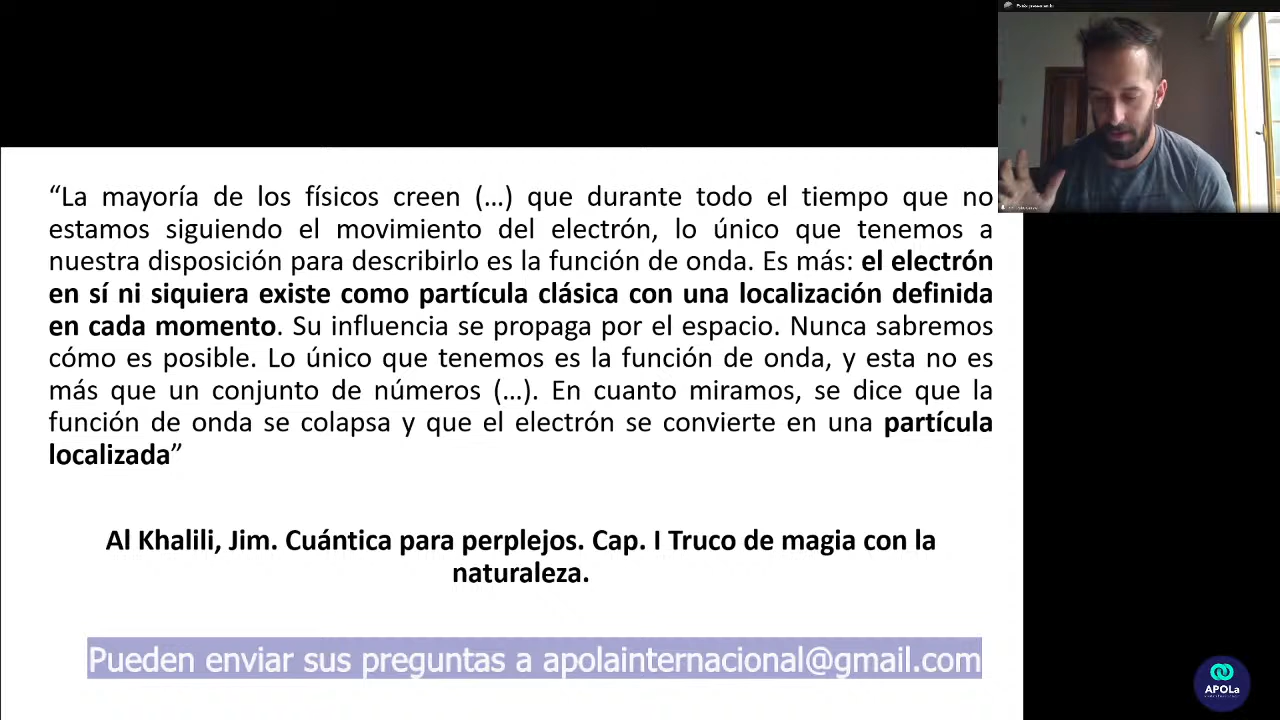 “La mayoría de los físicos creen (…) que durante todo el tiempo que no
estamos siguiendo el movimiento del electrón, lo único que tenemos a
nuestra disposición para describirlo es la función de onda. Es más: el electrón
en sí ni siquiera existe como partícula clásica con una localización definida
en cada momento. Su influencia se propaga por el espacio. Nunca sabremos
cómo es posible. Lo único que tenemos es la función de onda, y esta no es
más que un conjunto de números (…). En cuanto miramos, se dice que la
función de onda se colapsa y que el electrón se convierte en una partícula
localizada”
Al Khalili, Jim. Cuántica para perplejos. Cap. I Truco de magia con la
naturaleza.
Pueden enviar sus preguntas a apolainternacional@gmail.com
APOLa